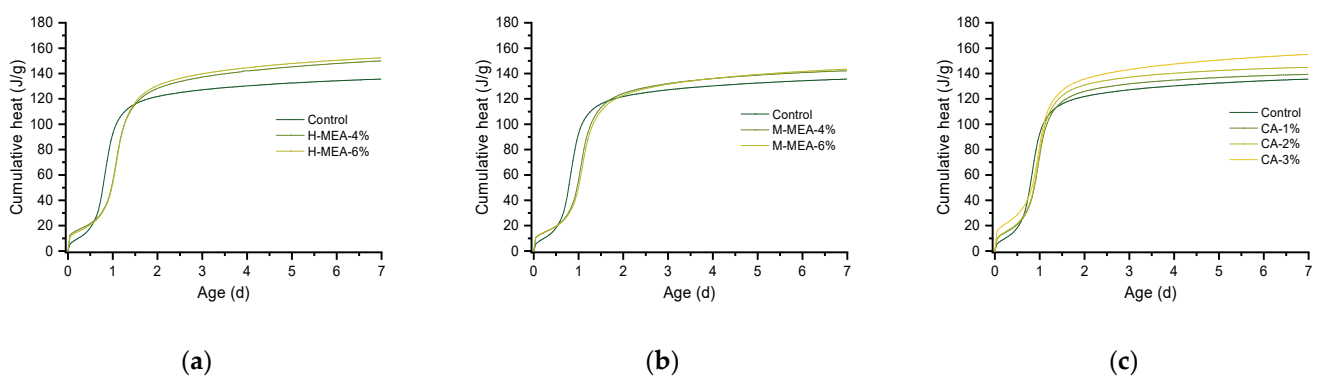 180
160
140
120
100
80
60
40
20
0
Cumulative heat (J/g)
Control
H-MEA-4%
H-MEA-6%
0 1 2 3 4 5 6 7
Age (d)
(a)
180
160
140
120
100
80
60
40
20
0
Cumulative heat (J/g)
Control
M-MEA-4%
M-MEA-6%
0 1 2 3 4 5 6 7
Age (d)
(b)
180
160
140
120
100
80
60
40
20
0
Cumulative heat (J/g)
Control
CA-1%
CA-2%
CA-3%
0 1 2 3 4 5 6 7
Age (d)
(c)